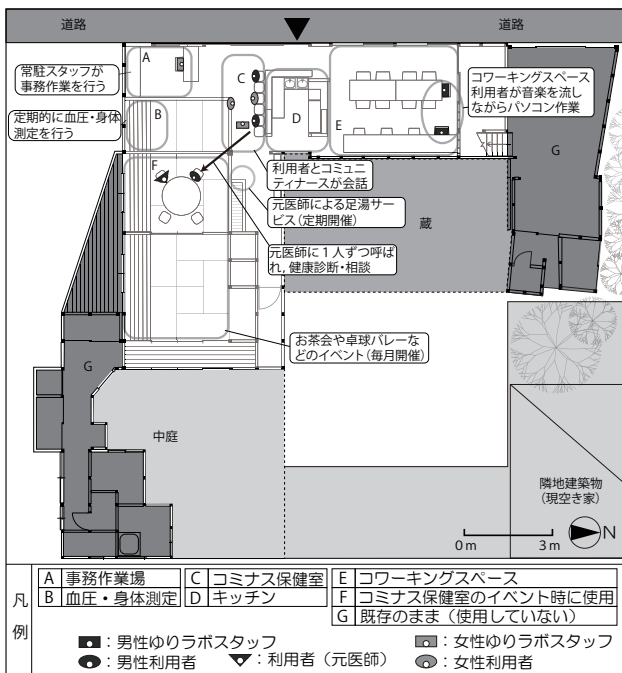 道路
道路
A
常駐スタッフが
事務作業を行う
C
コワーキングスペース
利用者が音楽を流し
ながらパソコン作業
定期的に血圧・身体
測定を行う
B
D
E
G
F
利用者とコミュニ
ティナースが会話
元医師による足湯サー
ビス(定期開催)
蔵
元医師に1人ずつ呼ば
れ,健康診断・相談
お茶会や卓球バレーな
どのイベント(毎月開催)
G
中庭
隣地建築物
(現空き家)
0m 3m
N
凡例
A 事務作業場 C コミナス保健室 E コワーキングスペース
B 血圧・身体測定 D キッチン F コミナス保健室のイベント時に使用
G 既存のまま(使用していない)
:男性ゆりラボスタッフ :女性ゆりラボスタッフ
:男性利用者 :利用者(元医師) :女性利用者